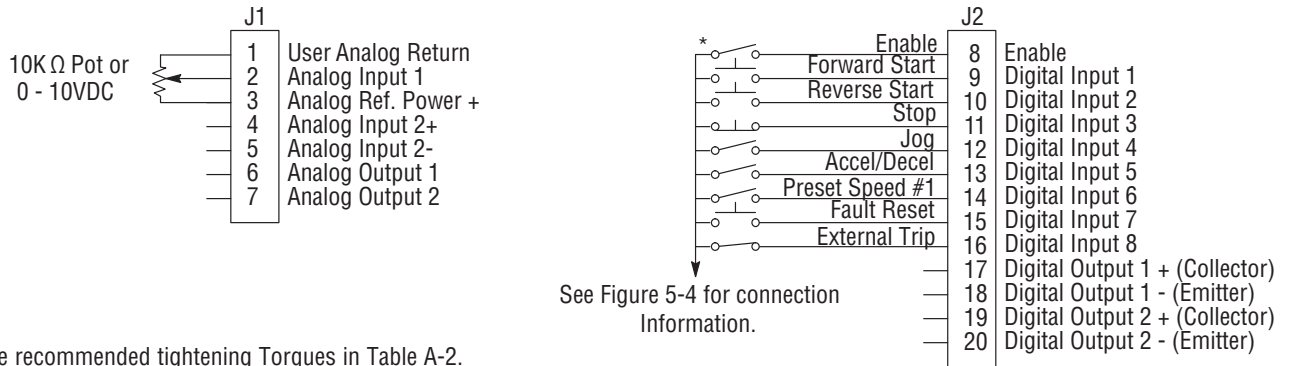 J1
10K Ω Pot or
0 - 10VDC
1 User Analog Return
2 Analog Input 1
3 Analog Ref. Power +
4 Analog Input 2+
5 Analog Input 2-
6 Analog Output 1
7 Analog Output 2
J2
*
Enable 8 Enable
Forward Start 9 Digital Input 1
Reverse Start 10 Digital Input 2
Stop 11 Digital Input 3
Jog 12 Digital Input 4
Accel/Decel 13 Digital Input 5
Preset Speed #1 14 Digital Input 6
Fault Reset 15 Digital Input 7
External Trip 16 Digital Input 8
17 Digital Output 1 + (Collector)
18 Digital Output 1 - (Emitter)
19 Digital Output 2 + (Collector)
20 Digital Output 2 - (Emitter)
See Figure 5-4 for connection
Information.
recommended tightening Torques in Table A-2.